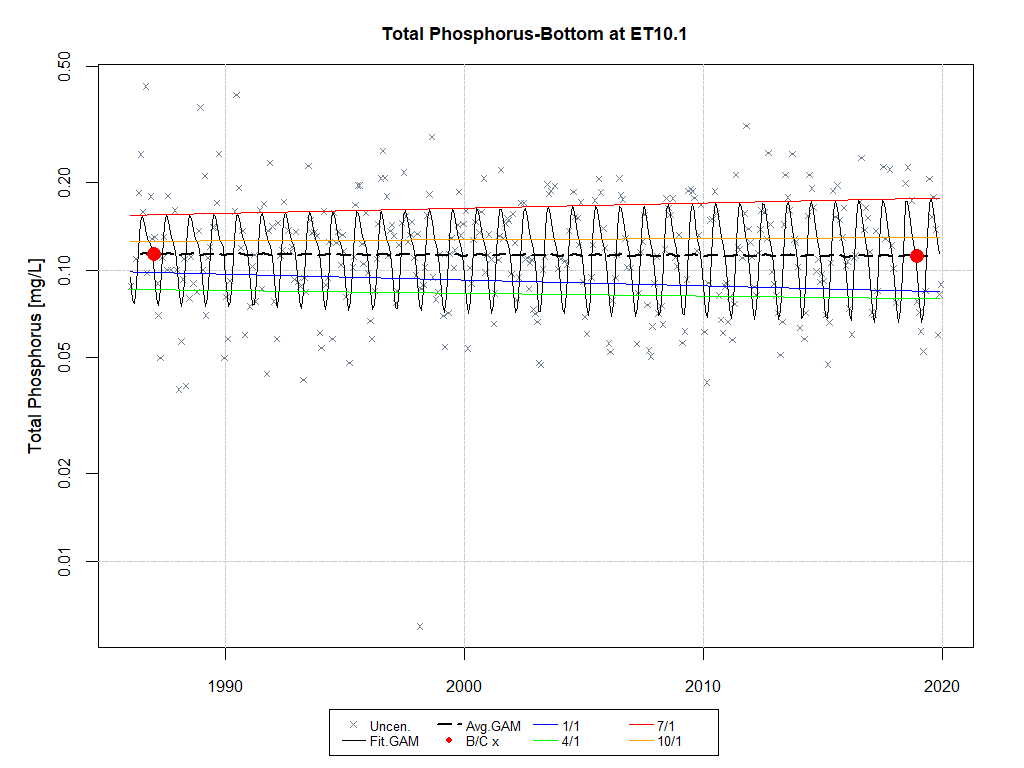 Total Phosphorus-Bottom at ET10.1
Total Phosphorus [mg/L]
0.50
0.20
0.10
0.05
0.02
0.01
1990 2000 2010 2020
Uncen. Avg.GAM 1/1 7/1
Fit.GAM B/C x 4/1 10/1